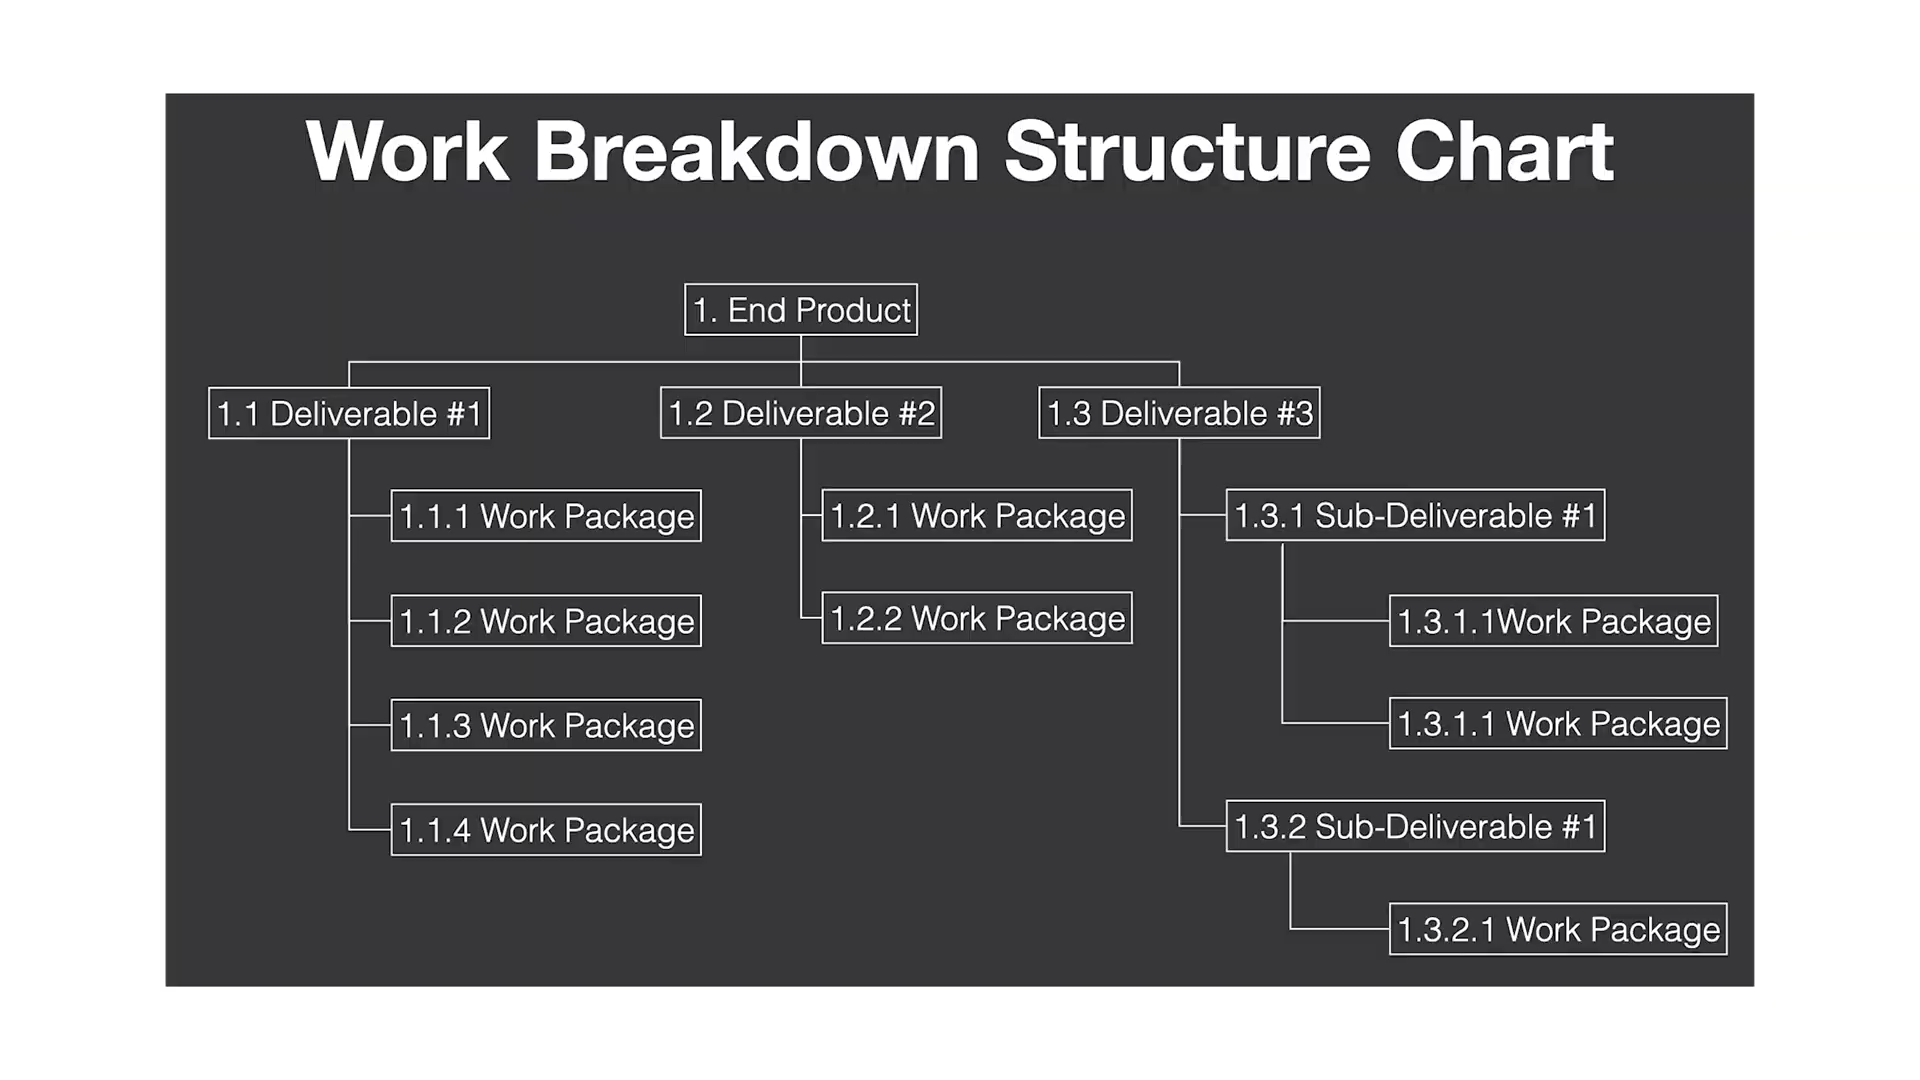 Work Breakdown Structure Chart
1. End Product
1.1 Deliverable #1
1.2 Deliverable #2
1.3 Deliverable #3
1.1.1 Work Package
1.1.2 Work Package
1.1.3 Work Package
1.1.4 Work Package
1.2.1 Work Package
1.2.2 Work Package
1.3.1 Sub-Deliverable #1
1.3.1.1Work Package
1.3.1.1 Work Package
1.3.2 Sub-Deliverable #1
1.3.2.1 Work Package